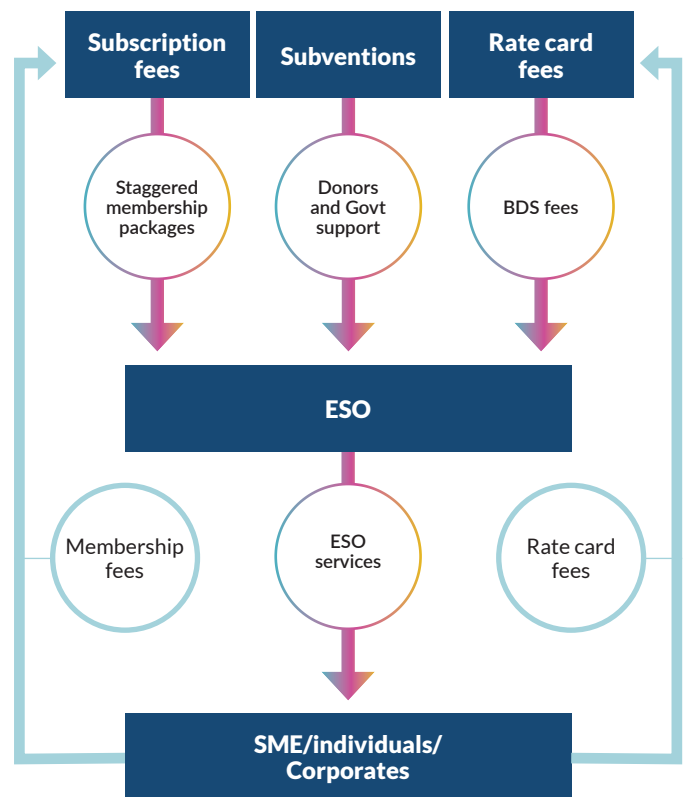 Subscription
fees
Subventions
Rate card
fees
Staggered
membership
packages
Donors
and Govt
support
BDS fees
ESO
Membership
fees
ESO
services
Rate card
fees
SME/individuals/
Corporates